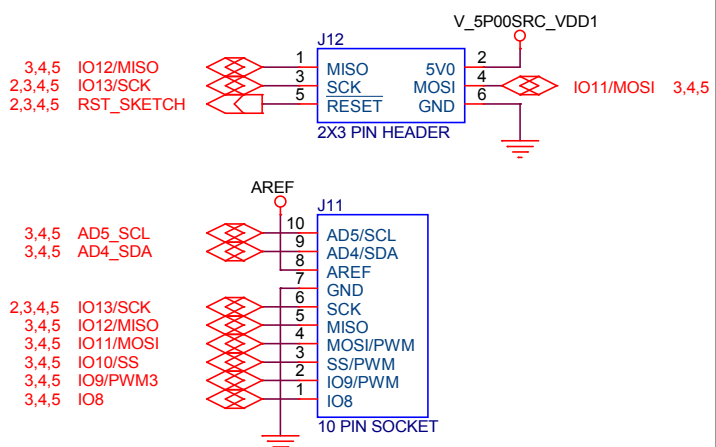 V_5P00SRC_VDD1
J12
3,4,5 IO12/MISO 1 MISO 5V0 2
2,3,4,5 IO13/SCK 3 SCK MOSI 4 IO11/MOSI 3,4,5
2,3,4,5 RST_SKETCH 5 RESET GND 6
2X3 PIN HEADER
AREF
J11
3,4,5 AD5_SCL 10 AD5/SCL
3,4,5 AD4_SDA 9 AD4/SDA
8 AREF
7 GND
2,3,4,5 IO13/SCK 6 SCK
3,4,5 IO12/MISO 5 MISO
3,4,5 IO11/MOSI 4 MOSI/PWM
3,4,5 IO10/SS 3 SS/PWM
3,4,5 IO9/PWM3 2 IO9/PWM
3,4,5 IO8 1 IO8
10 PIN SOCKET